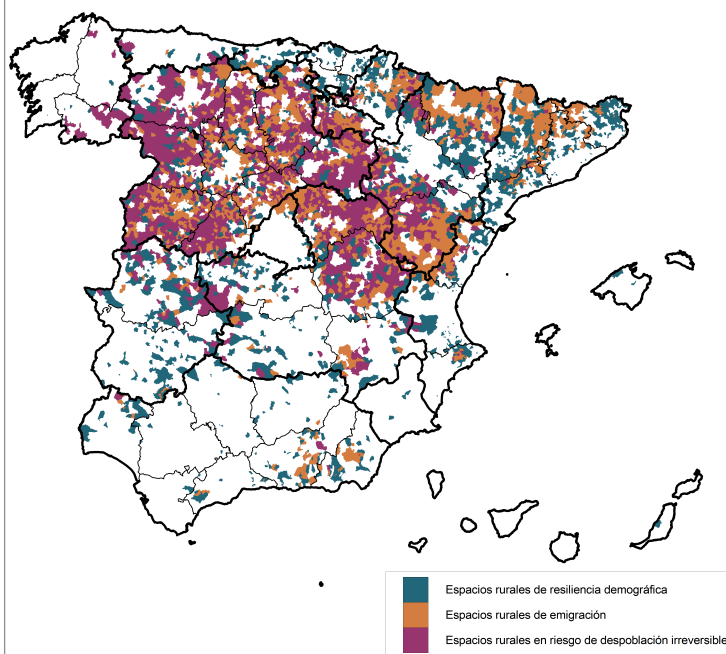 Espacios rurales de resiliencia demográfica
Espacios rurales de emigración
Espacios rurales en riesgo de despoblación irreversible